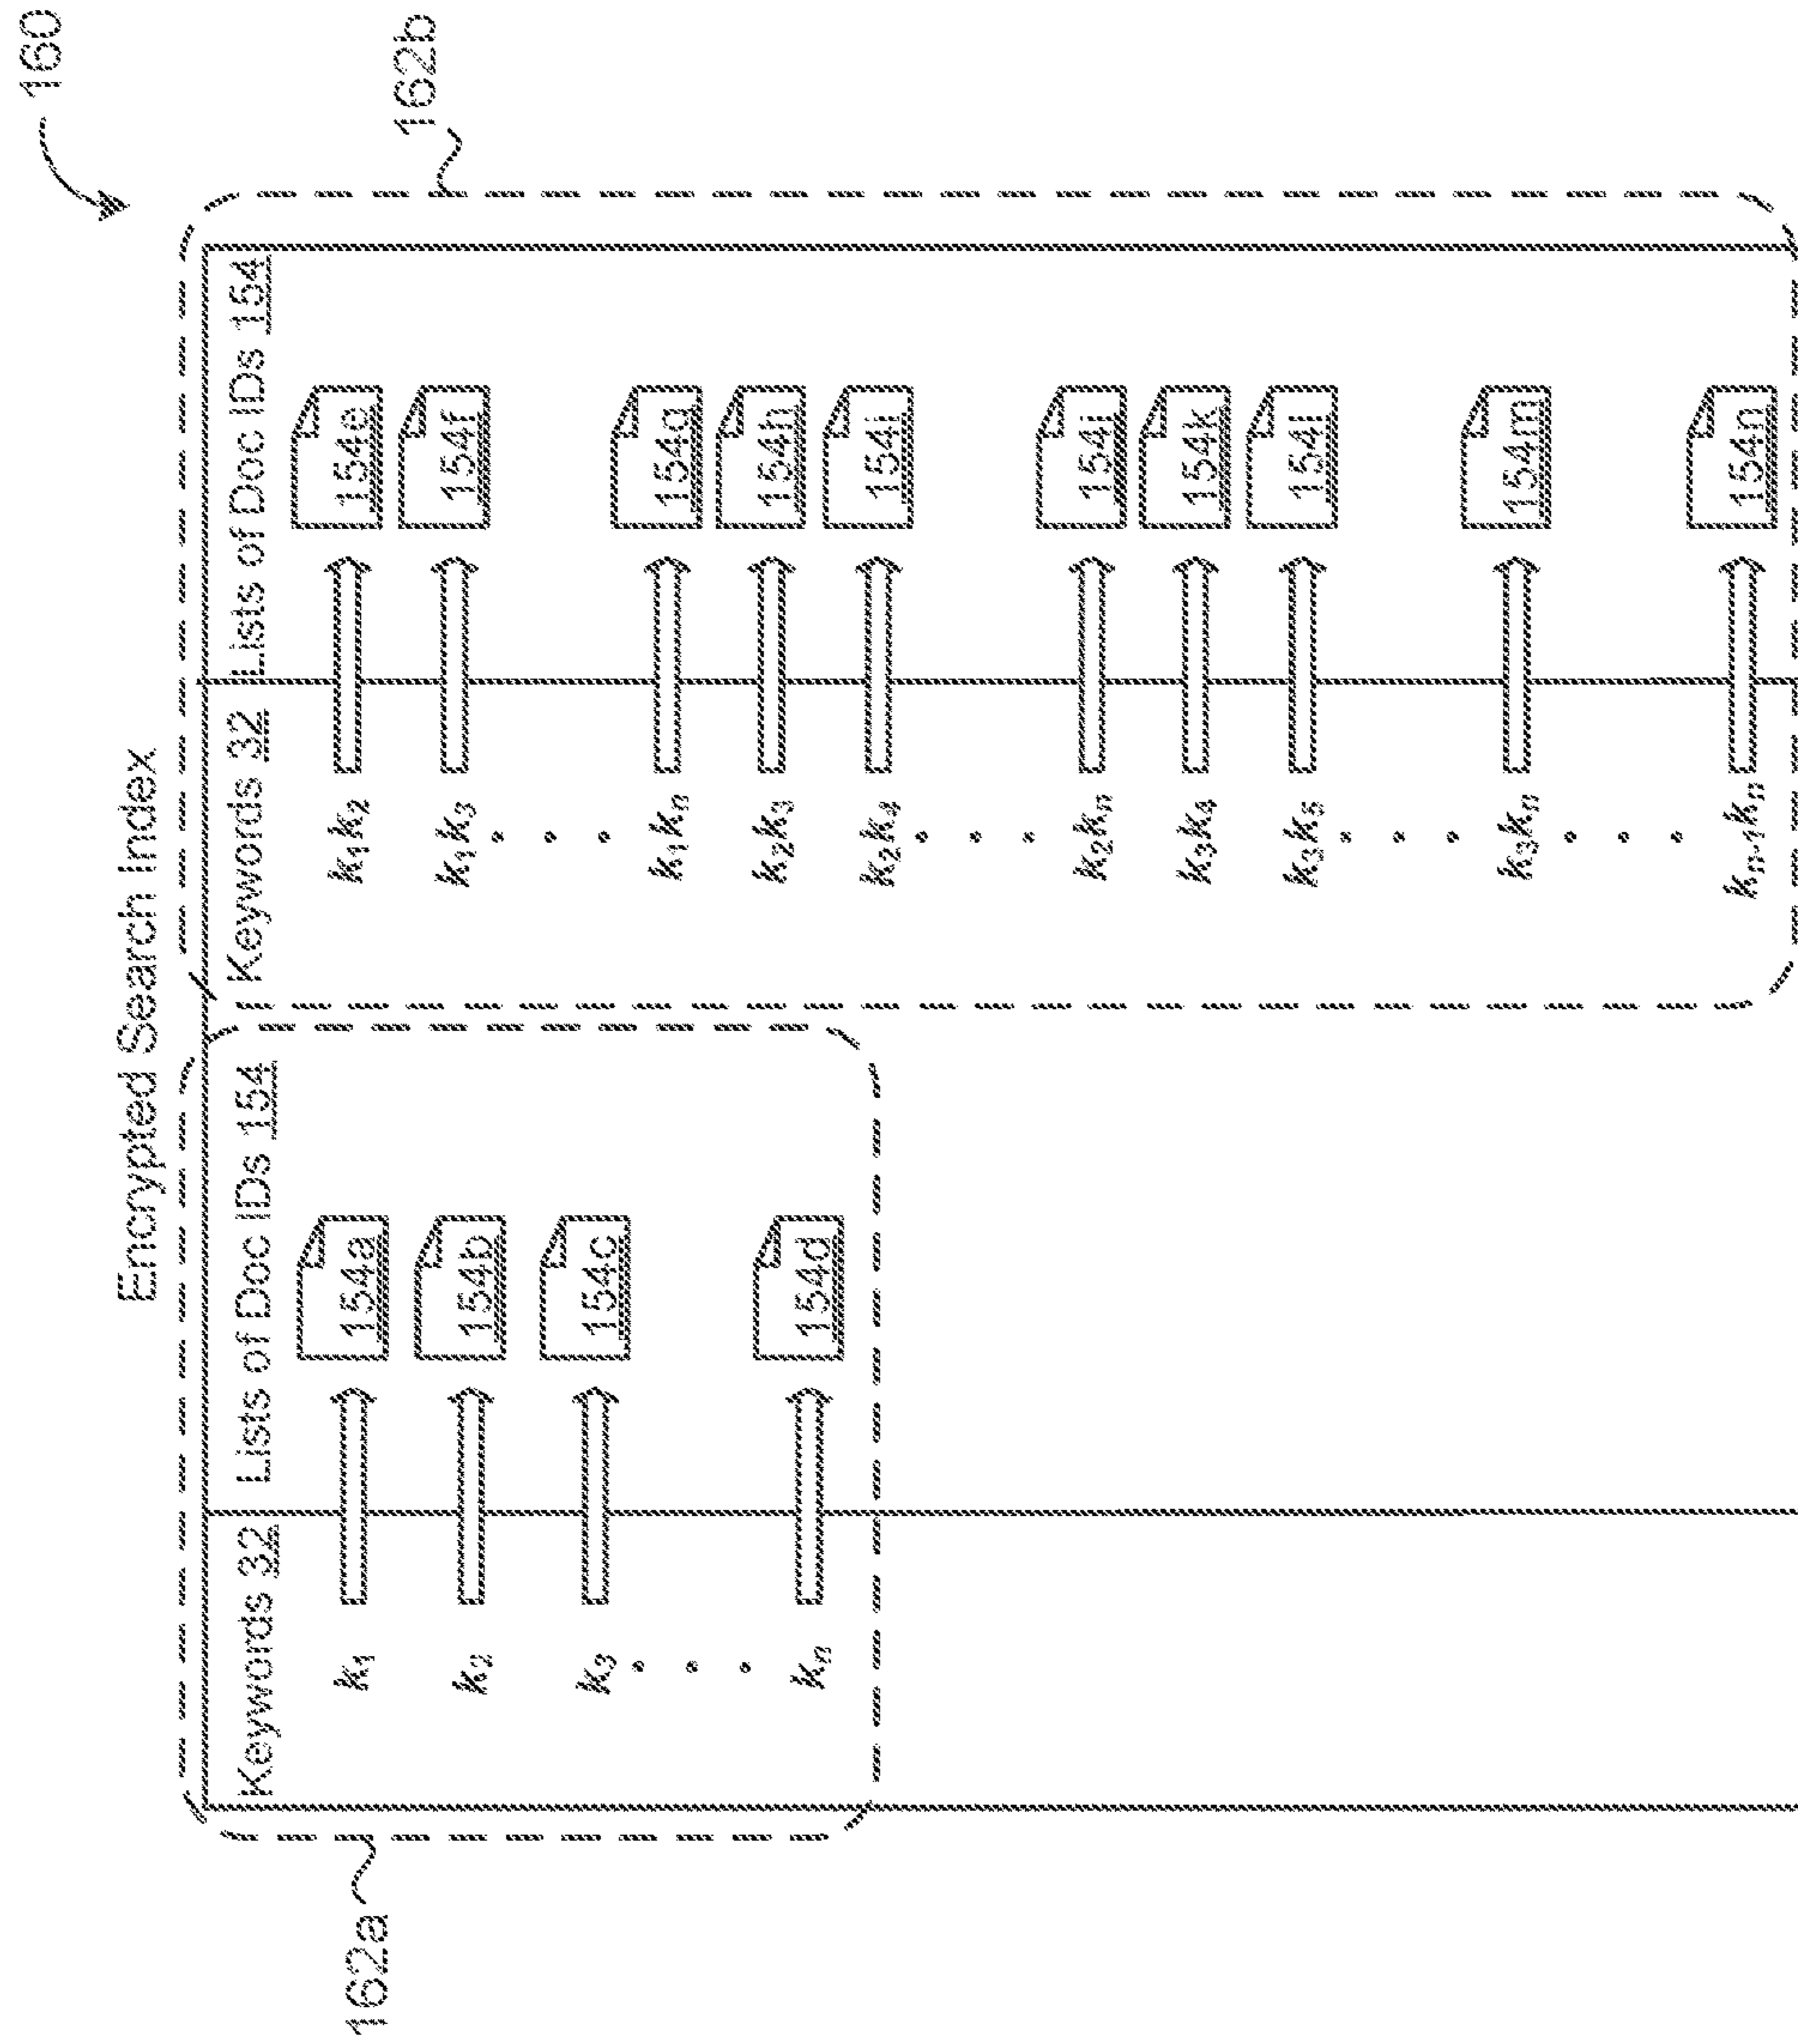 160
Encrypted Search Index
162a
162b
Keywords 32 Lists of Doc IDs 154
k₁ 154a
k₂ 154b
k₃ 154c
. . .
kₙ 154d
Keywords 32 Lists of Doc IDs 154
k₁k₂ 154e
k₁k₃ 154f
. . .
k₁kₙ 154g
k₂k₃ 154h
k₂k₄ 154i
. . .
k₂kₙ 154j
k₃k₄ 154k
k₃k₅ 154l
. . .
k₃kₙ 154m
. . .
kₙ₋₁kₙ 154n